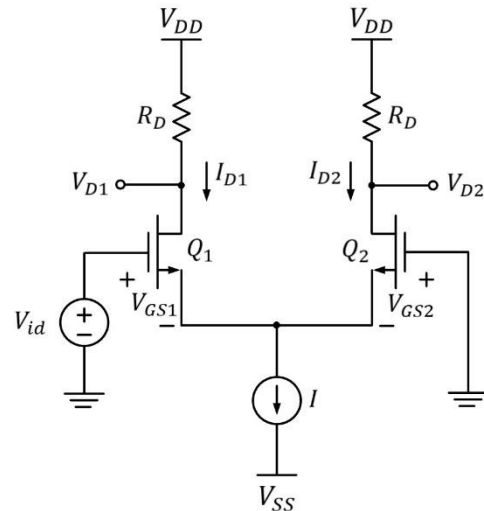 V_DD V_DD
R_D R_D
V_D1 I_D1 I_D2 V_D2
Q_1 Q_2
+ +
V_GS1 V_GS2
V_id + − − −
I
V_SS